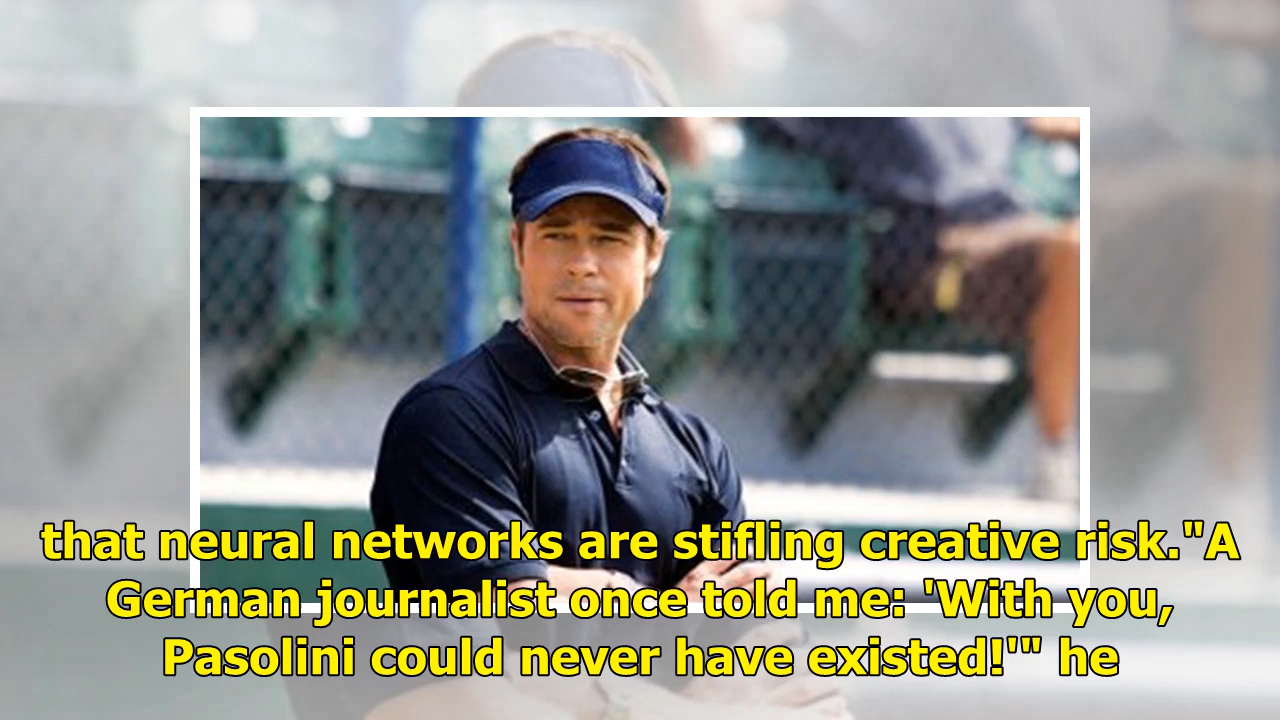 that neural networks are stifling creative risk."A
German journalist once told me: 'With you,
Pasolini could never have existed!'" he